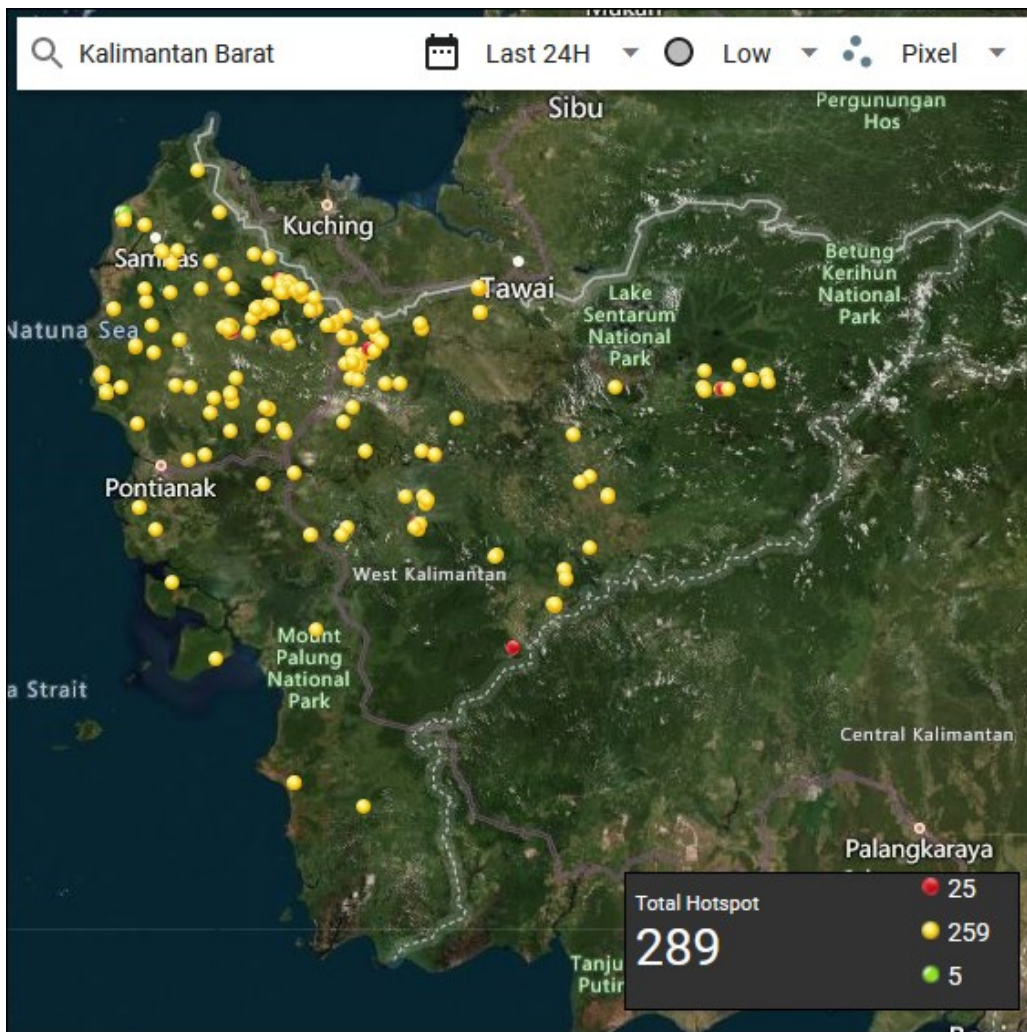 Kalimantan Barat
Last 24H
Low
Pixel
Sibu
Pergunungan
Hos
Kuching
Betung
Kerihun
National
Park
Tawai
Lake
Sentarum
National
Park
Natuna Sea
Pontianak
West Kalimantan
Mount
Palung
National
Park
a Strait
Central Kalimantan
Palangkaraya
Total Hotspot
289
25
259
5
Tanju
Putin